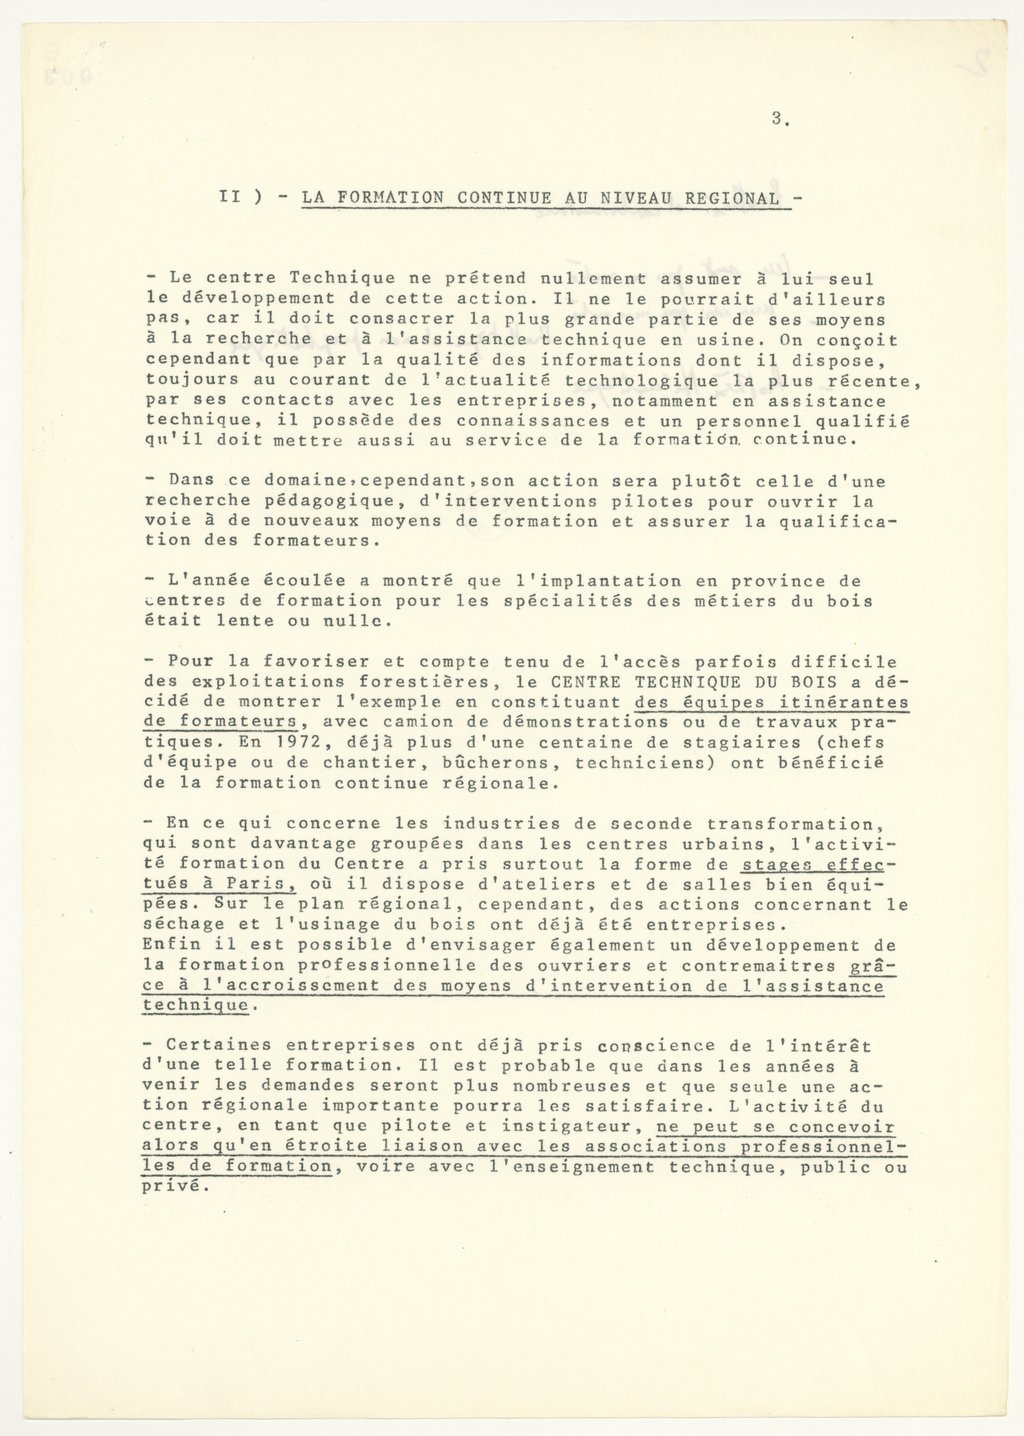 3.
II ) - LA FORMATION CONTINUE AU NIVEAU REGIONAL -
- Le centre Technique ne prétend nullement assumer à lui seul
le développement de cette action. Il ne le pourrait d'ailleurs
pas, car il doit consacrer la plus grande partie de ses moyens
à la recherche et à l'assistance technique en usine. On conçoit
cependant que par la qualité des informations dont il dispose,
toujours au courant de l'actualité technologique la plus récente,
par ses contacts avec les entreprises, notamment en assistance
technique, il possède des connaissances et un personnel qualifié
qu'il doit mettre aussi au service de la formation continue.
- Dans ce domaine,cependant,son action sera plutôt celle d'une
recherche pédagogique, d'interventions pilotes pour ouvrir la
voie à de nouveaux moyens de formation et assurer la qualifica-
tion des formateurs.
- L'année écoulée a montré que l'implantation en province de
centres de formation pour les spécialités des métiers du bois
était lente ou nulle.
- Pour la favoriser et compte tenu de l'accès parfois difficile
des exploitations forestières, le CENTRE TECHNIQUE DU BOIS a dé-
cidé de montrer l'exemple en constituant des équipes itinérantes
de formateurs, avec camion de démonstrations ou de travaux pra-
tiques. En 1972, déjà plus d'une centaine de stagiaires (chefs
d'équipe ou de chantier, bûcherons, techniciens) ont bénéficié
de la formation continue régionale.
- En ce qui concerne les industries de seconde transformation,
qui sont davantage groupées dans les centres urbains, l'activi-
té formation du Centre a pris surtout la forme de stages effec-
tués à Paris, où il dispose d'ateliers et de salles bien équi-
pées. Sur le plan régional, cependant, des actions concernant le
séchage et l'usinage du bois ont déjà été entreprises.
Enfin il est possible d'envisager également un développement de
la formation professionnelle des ouvriers et contremaitres grâ-
ce à l'accroissement des moyens d'intervention de l'assistance
technique.
- Certaines entreprises ont déjà pris conscience de l'intérêt
d'une telle formation. Il est probable que dans les années à
venir les demandes seront plus nombreuses et que seule une ac-
tion régionale importante pourra les satisfaire. L'activité du
centre, en tant que pilote et instigateur, ne peut se concevoir
alors qu'en étroite liaison avec les associations professionnel-
les de formation, voire avec l'enseignement technique, public ou
privé.